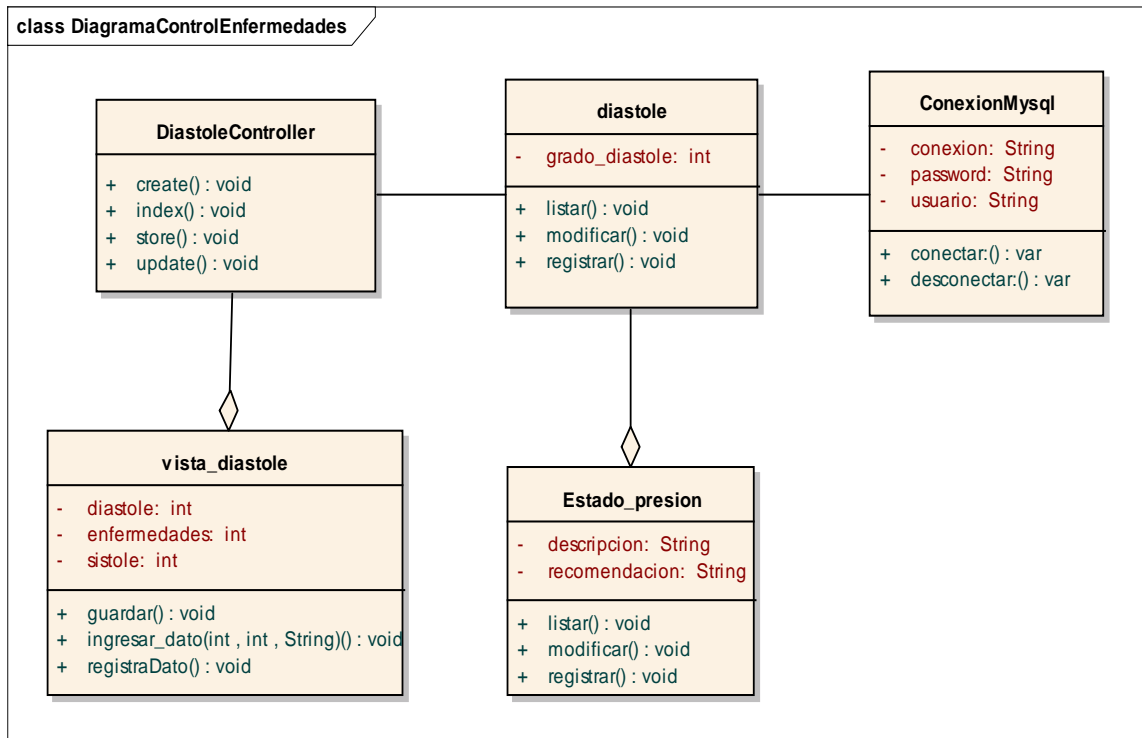 class DiagramaControlEnfermedades
DiastoleController
+ create() : void
+ index() : void
+ store() : void
+ update() : void
diastole
- grado_diastole: int
+ listar() : void
+ modificar() : void
+ registrar() : void
ConexionMysql
- conexion: String
- password: String
- usuario: String
+ conectar:() : var
+ desconectar:() : var
vista_diastole
- diastole: int
- enfermedades: int
- sistole: int
+ guardar() : void
+ ingresar_dato(int , int , String)() : void
+ registraDato() : void
Estado_presion
- descripcion: String
- recomendacion: String
+ listar() : void
+ modificar() : void
+ registrar() : void